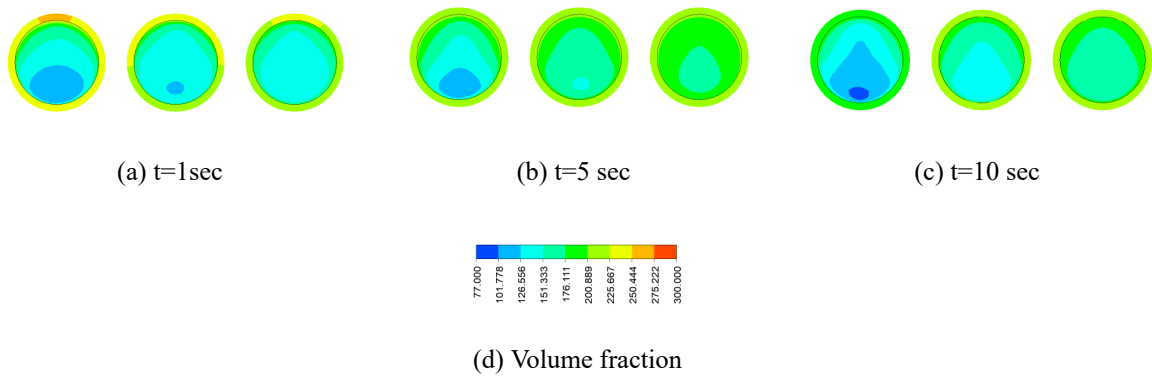 (a) t=1sec
(b) t=5 sec
(c) t=10 sec
77.000
101.778
126.556
151.333
176.111
200.889
225.667
250.444
275.222
300.000
(d) Volume fraction